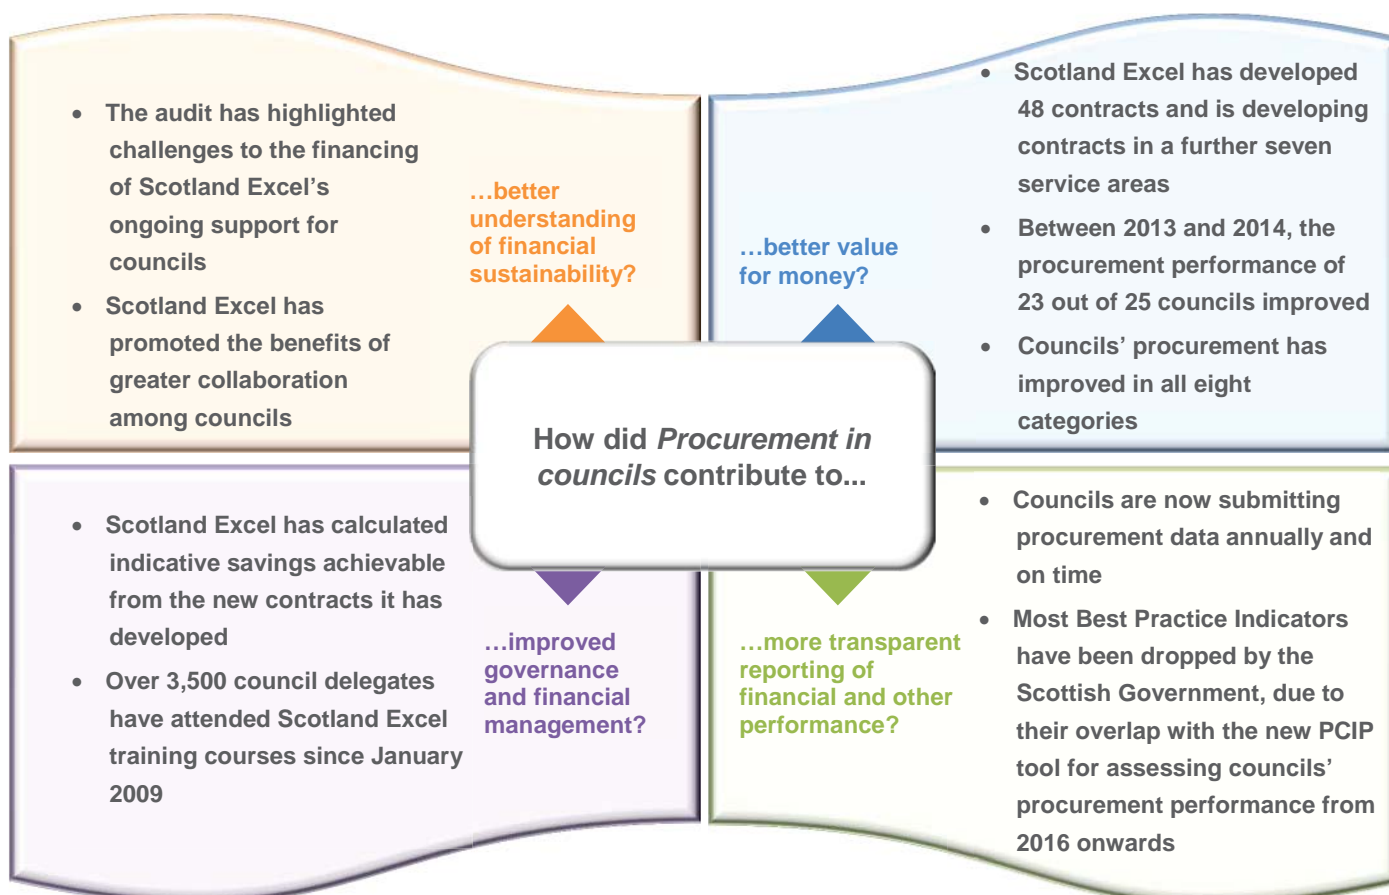 • The audit has highlighted
challenges to the financing
of Scotland Excel’s
ongoing support for
councils
• Scotland Excel has
promoted the benefits of
greater collaboration
among councils
…better
understanding
of financial
sustainability?
…better value
for money?
• Scotland Excel has developed
48 contracts and is developing
contracts in a further seven
service areas
• Between 2013 and 2014, the
procurement performance of
23 out of 25 councils improved
• Councils’ procurement has
improved in all eight
categories
How did Procurement in
councils contribute to...
• Scotland Excel has calculated
indicative savings achievable
from the new contracts it has
developed
• Over 3,500 council delegates
have attended Scotland Excel
training courses since January
2009
…improved
governance
and financial
management?
…more transparent
reporting of
financial and other
performance?
• Councils are now submitting
procurement data annually and
on time
• Most Best Practice Indicators
have been dropped by the
Scottish Government, due to
their overlap with the new PCIP
tool for assessing councils’
procurement performance from
2016 onwards